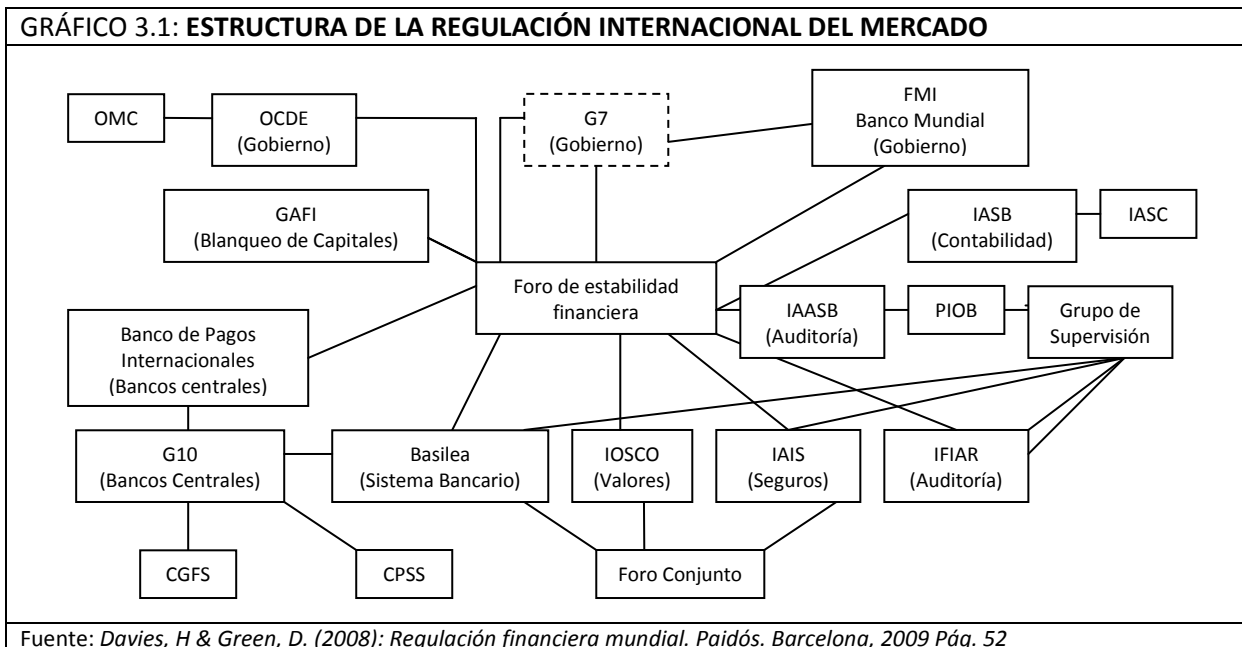 GRÁFICO 3.1: ESTRUCTURA DE LA REGULACIÓN INTERNACIONAL DEL MERCADO
OMC
OCDE
(Gobierno)
G7
(Gobierno)
FMI
Banco Mundial
(Gobierno)
GAFI
(Blanqueo de Capitales)
IASB
(Contabilidad)
IASC
Foro de estabilidad
financiera
IAASB
(Auditoría)
PIOB
Grupo de
Supervisión
Banco de Pagos
Internacionales
(Bancos centrales)
G10
(Bancos Centrales)
Basilea
(Sistema Bancario)
IOSCO
(Valores)
IAIS
(Seguros)
IFIAR
(Auditoría)
CGFS
CPSS
Foro Conjunto
Fuente: Davies, H & Green, D. (2008): Regulación financiera mundial. Paidós. Barcelona, 2009 Pág. 52